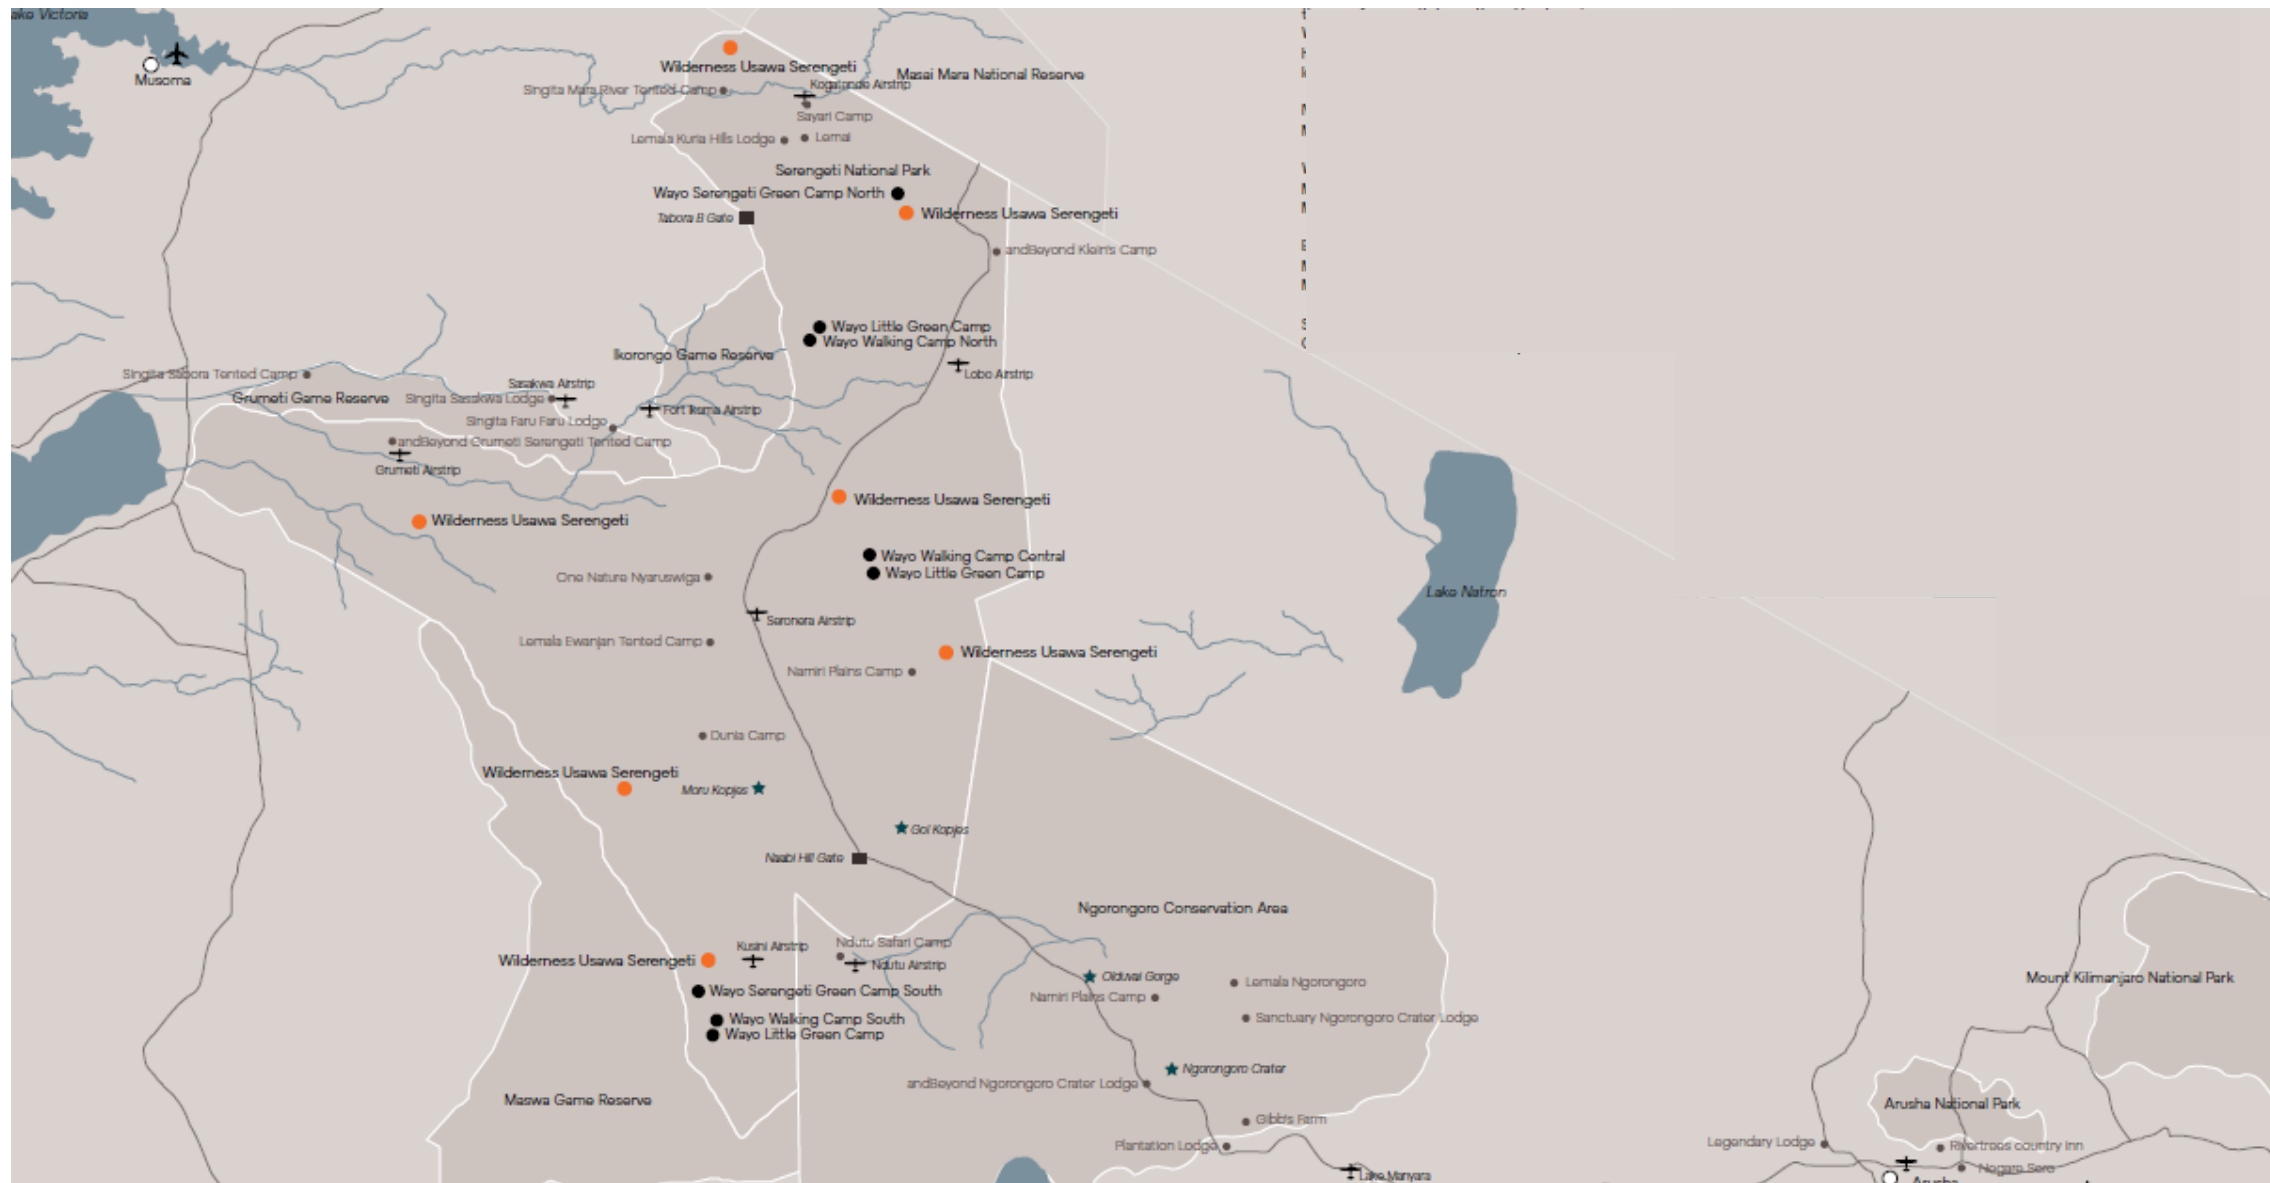 Lake Victoria
Musoma
Wilderness Usawa Serengeti
Masai Mara National Reserve
Singita Mara River Tented Camp
Kogatende Airstrip
Sayari Camp
Lemala Kuria Hills Lodge
Lemai
Serengeti National Park
Wayo Serengeti Green Camp North
Tabora B Gate
Wilderness Usawa Serengeti
andBeyond Klein's Camp
Wayo Little Green Camp
Wayo Walking Camp North
Ikorongo Game Reserve
Lobo Airstrip
Singita Sabora Tented Camp
Sasakwa Airstrip
Grumeti Game Reserve
Singita Sasakwa Lodge
Fort Ikoma Airstrip
Singita Faru Faru Lodge
andBeyond Grumeti Serengeti Tented Camp
Grumeti Airstrip
Wilderness Usawa Serengeti
Wilderness Usawa Serengeti
Wayo Walking Camp Central
Wayo Little Green Camp
One Nature Nyaruswiga
Lake Natron
Seronera Airstrip
Lemala Ewanjan Tented Camp
Wilderness Usawa Serengeti
Namiri Plains Camp
Dunia Camp
Wilderness Usawa Serengeti
Moru Kopjes
Gol Kopjes
Naabi Hill Gate
Ngorongoro Conservation Area
Kusini Airstrip
Ndutu Safari Camp
Wilderness Usawa Serengeti
Ndutu Airstrip
Olduvai Gorge
Lemala Ngorongoro
Mount Kilimanjaro National Park
Wayo Serengeti Green Camp South
Namiri Plains Camp
Wayo Walking Camp South
Sanctuary Ngorongoro Crater Lodge
Wayo Little Green Camp
Ngorongoro Crater
andBeyond Ngorongoro Crater Lodge
Maswa Game Reserve
Arusha National Park
Gibb's Farm
Plantation Lodge
Legendary Lodge
Rivertrees country inn
Negare Sero
Lake Manyara
Arusha